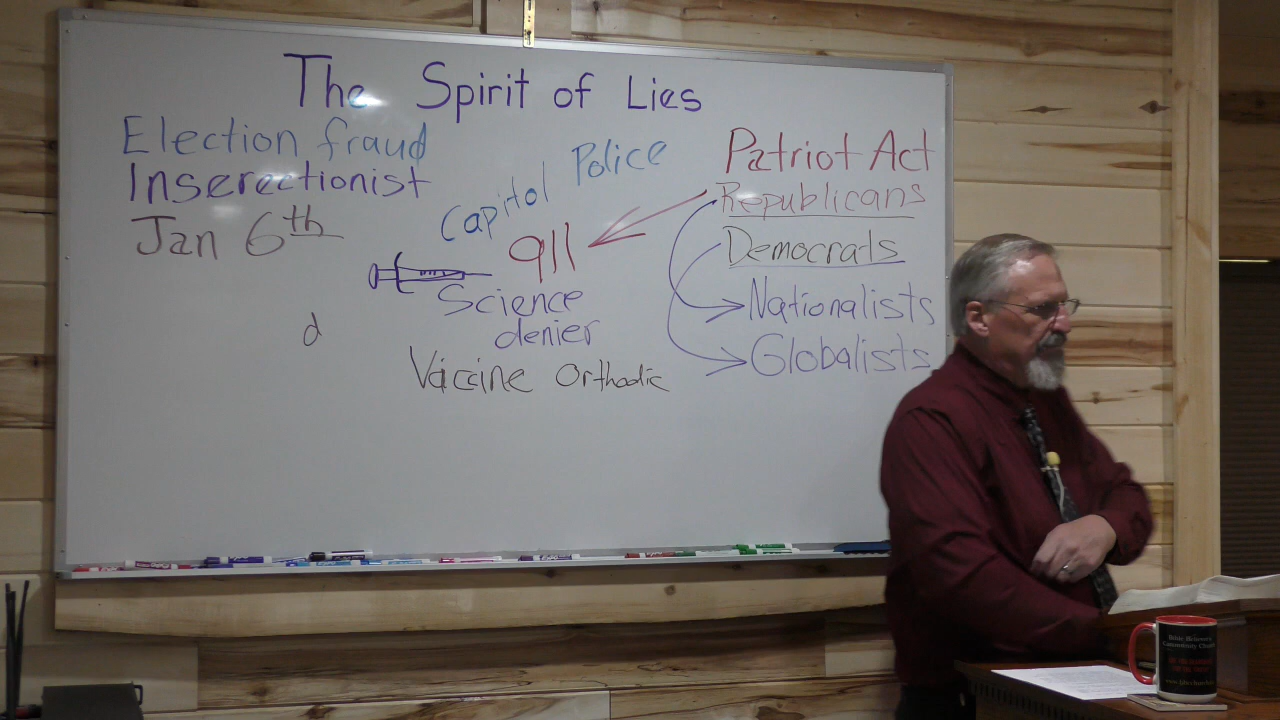 The Spirit of Lies
Election fraud
Inserectionist
Jan 6th
Capitol Police
911
Science
denier
Vaccine Orthodic
d
Patriot Act
Republicans
Democrats
Nationalists
Globalists